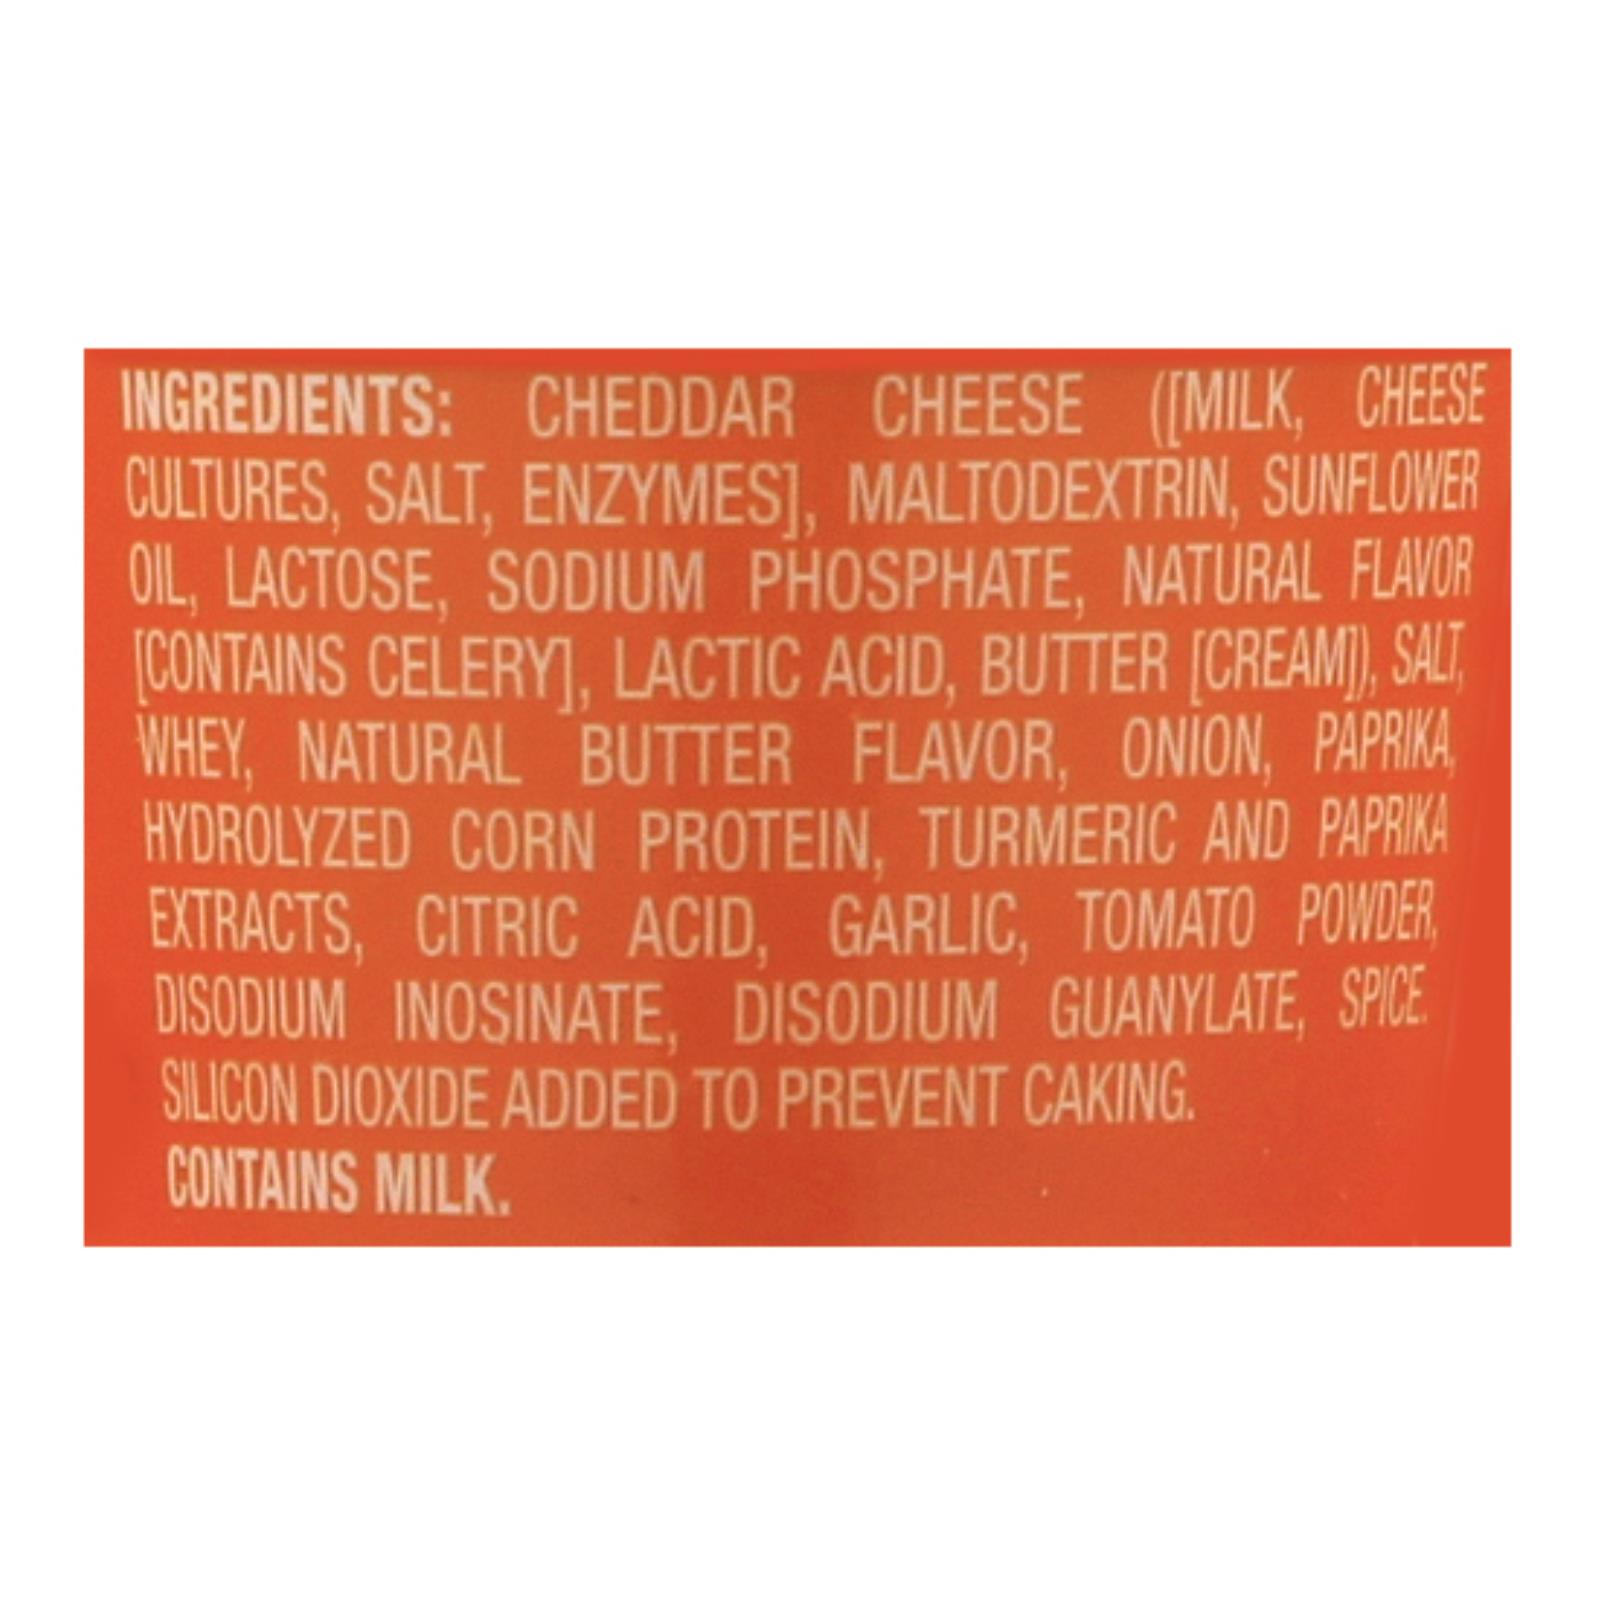 INGREDIENTS: CHEDDAR CHEESE ([MILK, CHEESE
CULTURES, SALT, ENZYMES], MALTODEXTRIN, SUNFLOWER
OIL, LACTOSE, SODIUM PHOSPHATE, NATURAL FLAVOR
[CONTAINS CELERY], LACTIC ACID, BUTTER [CREAM]), SALT,
WHEY, NATURAL BUTTER FLAVOR, ONION, PAPRIKA,
HYDROLYZED CORN PROTEIN, TURMERIC AND PAPRIKA
EXTRACTS, CITRIC ACID, GARLIC, TOMATO POWDER,
DISODIUM INOSINATE, DISODIUM GUANYLATE, SPICE.
SILICON DIOXIDE ADDED TO PREVENT CAKING.
CONTAINS MILK.